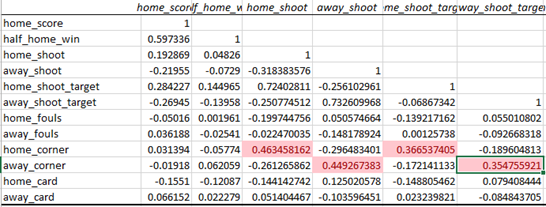 home_score half_home_w home_shoot away_shoot me_shoot_targe way_shoot_target
home_score 1
half_home_win 0.597336 1
home_shoot 0.192869 0.04826 1
away_shoot -0.21955 -0.0729 -0.318383576 1
home_shoot_target 0.284227 0.144965 0.72402811 -0.256102961 1
away_shoot_target -0.26945 -0.13958 -0.250774512 0.732609968 -0.06867342 1
home_fouls -0.05016 0.001961 -0.199744756 0.050574664 -0.139217162 0.055010802
away_fouls 0.036188 -0.02541 -0.022470035 -0.148178924 0.00125738 -0.092668318
home_corner 0.031394 -0.05774 0.463458162 -0.296483401 0.366537405 -0.189604813
away_corner -0.01918 0.062059 -0.261265862 0.449267383 -0.172141133 0.354755921
home_card -0.1551 -0.12087 -0.144142742 0.125020578 -0.148805462 0.079408444
away_card 0.066152 0.022279 0.051404467 -0.103596451 0.023239821 -0.084843705